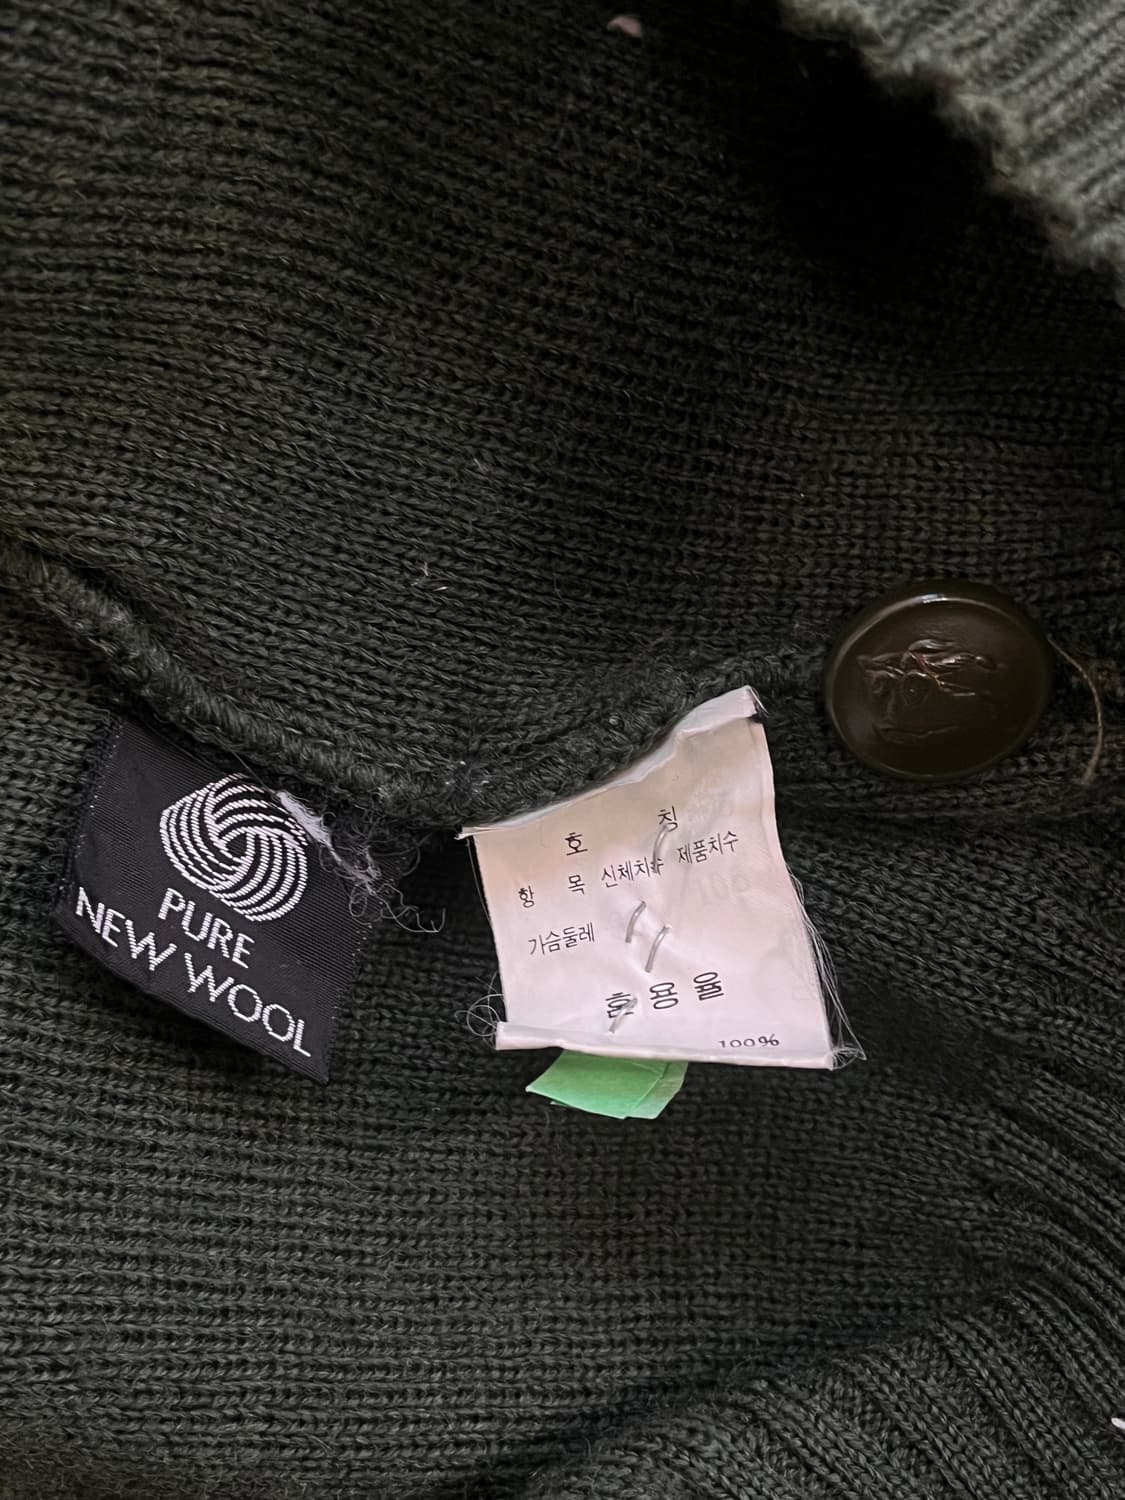 PURE
NEW WOOL
호 칭
항 목 신체치수 제품치수
가슴둘레
혼용율
100%